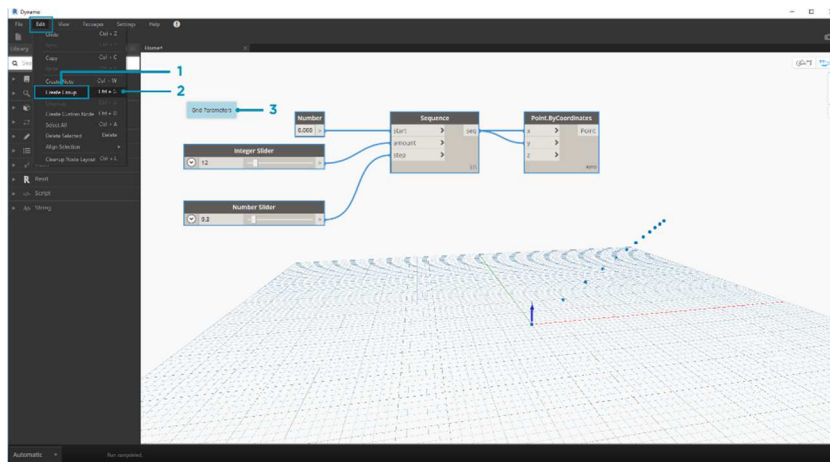 Dynamo
File Edit View Packages Settings Help
Undo Ctrl + Z
Library
Home*
Copy Ctrl + C
1
Create Note Ctrl + W
Create Group Ctrl + G
2
Create Custom Node Ctrl + D
Select All Ctrl + A
Delete Selected Delete
Align Selection
Cleanup Node Layout Ctrl + L
Revit
Script
String
Grid Parameters
3
Number
0.000
Integer Slider
12
Number Slider
0.2
Sequence
start seq
amount
step
Point.ByCoordinates
x Point
y
z
AUTO
Automatic
Run completed.